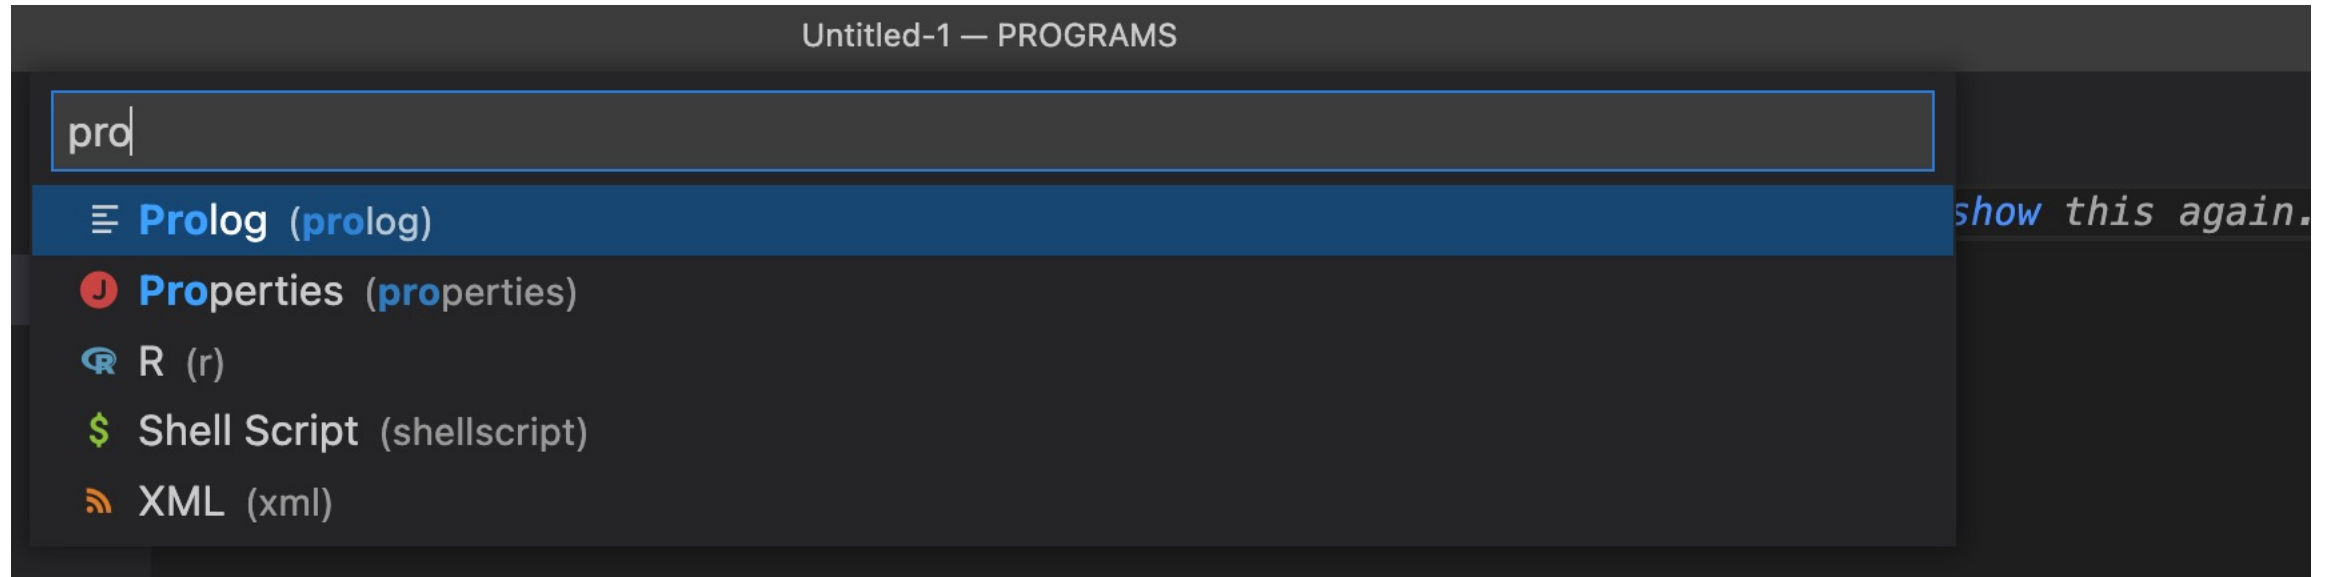 Untitled-1 — PROGRAMS
pro
Prolog (prolog)
show this again.
Properties (properties)
R (r)
Shell Script (shellscript)
XML (xml)